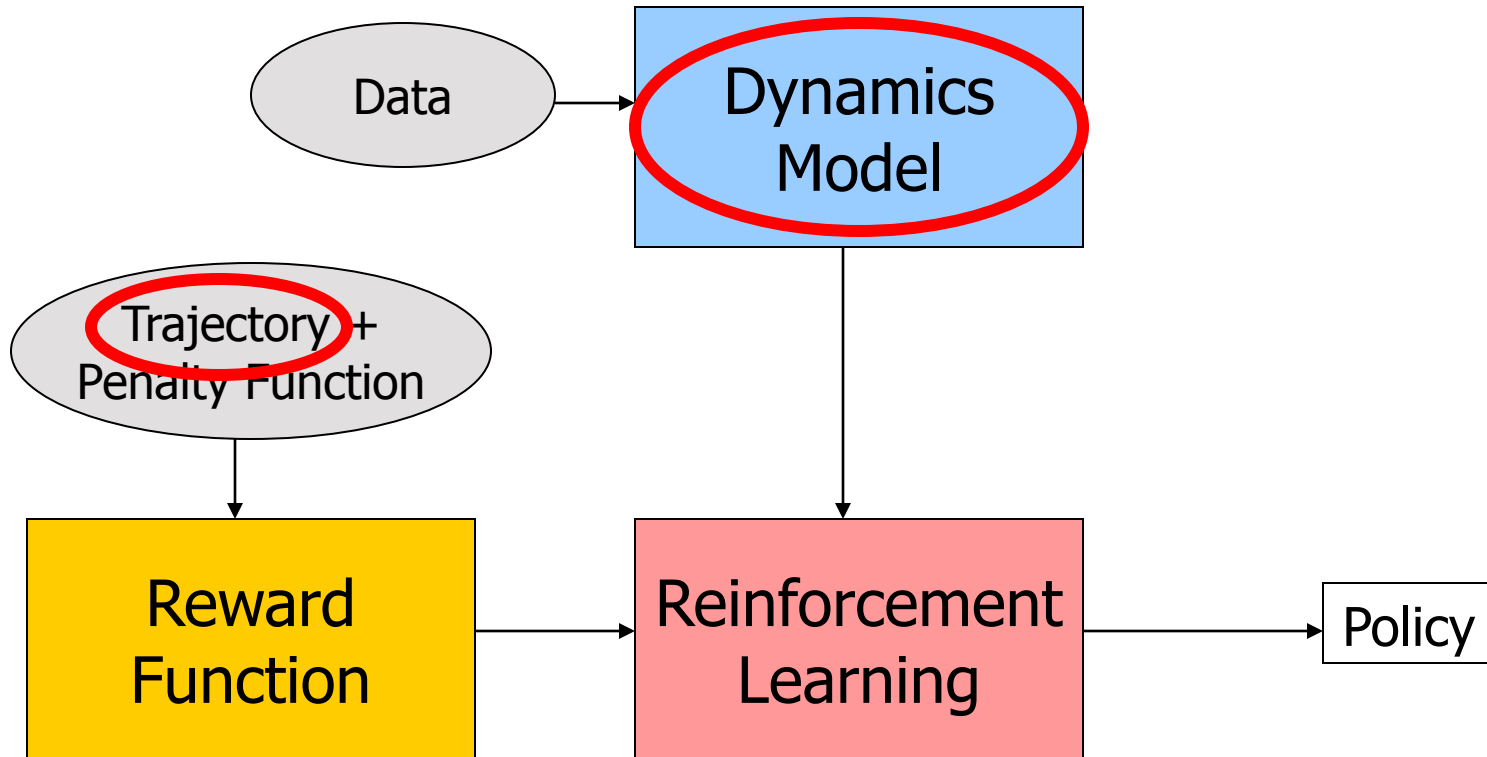 Data
Dynamics
Model
Trajectory +
Penalty Function
Reward
Function
Reinforcement
Learning
Policy